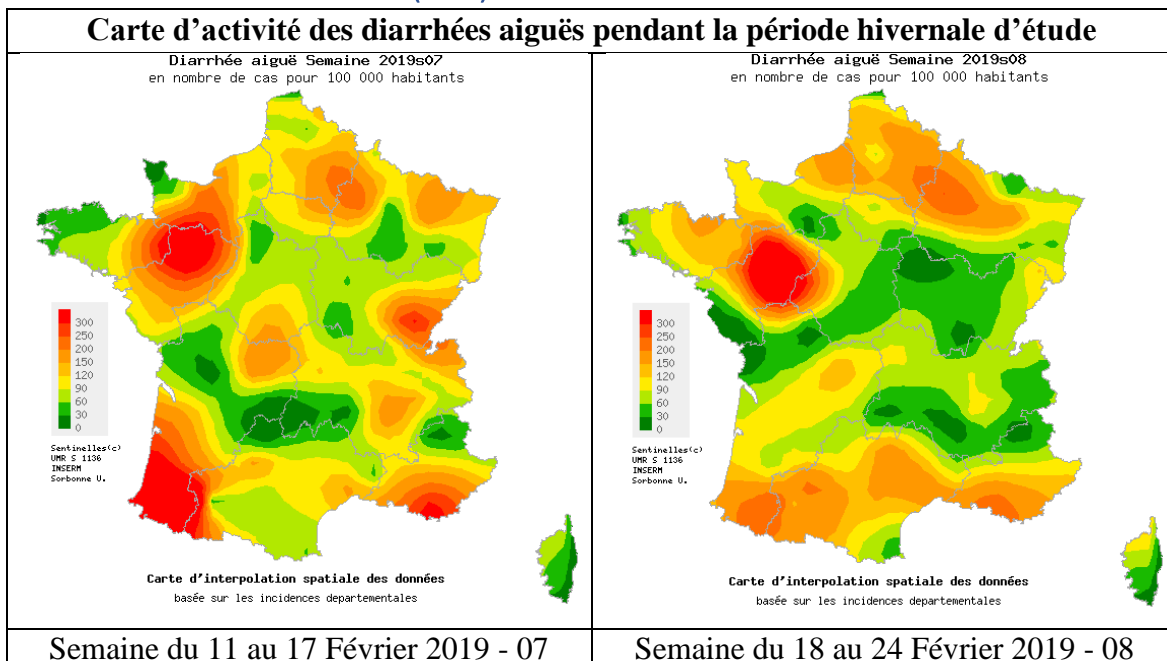 Carte d'activité des diarrhées aiguës pendant la période hivernale d'étude
Diarrhée aiguë Semaine 2019s07
en nombre de cas pour 100 000 habitants
300
250
200
150
120
90
60
30
0
Sentinelles(c)
UMR S 1136
INSERM
Sorbonne U.
Carte d'interpolation spatiale des données
basée sur les incidences departementales
Semaine du 11 au 17 Février 2019 - 07
Diarrhée aiguë Semaine 2019s08
en nombre de cas pour 100 000 habitants
300
250
200
150
120
90
60
30
0
Sentinelles(c)
UMR S 1136
INSERM
Sorbonne U.
Carte d'interpolation spatiale des données
basée sur les incidences departementales
Semaine du 18 au 24 Février 2019 - 08